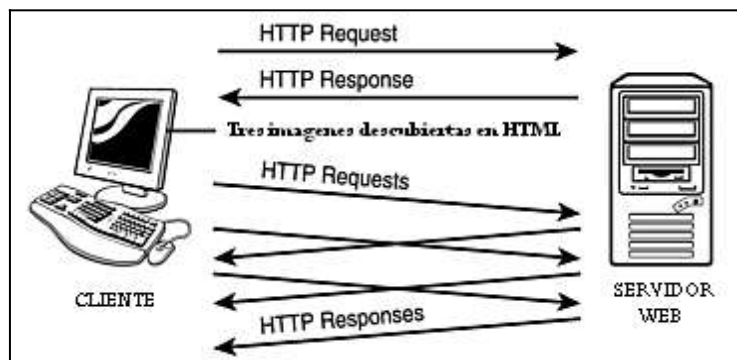 HTTP Request
HTTP Response
Tres imagenes descubiertas en HTML
HTTP Requests
CLIENTE
SERVIDOR
WEB
HTTP Responses